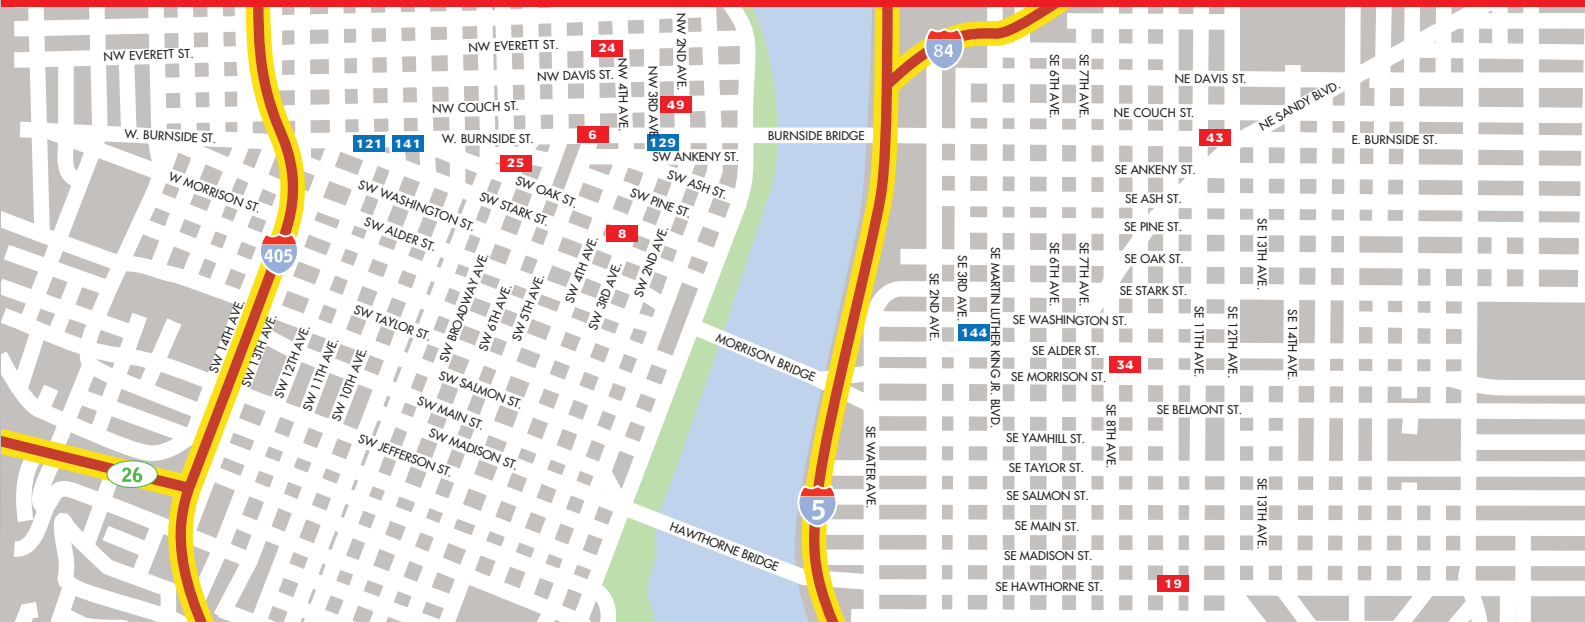 NW EVERETT ST.
NW EVERETT ST.
24
NW 2ND AVE.
84
NW DAVIS ST.
NW 4TH AVE.
NW 3RD AVE.
SE 6TH AVE.
SE 7TH AVE.
NE DAVIS ST.
NW COUCH ST.
49
NE COUCH ST.
NE SANDY BLVD.
W. BURNSIDE ST.
121
141
W. BURNSIDE ST.
6
129
BURNSIDE BRIDGE
43
E. BURNSIDE ST.
25
SW ANKENY ST.
SE ANKENY ST.
W MORRISON ST.
SW WASHINGTON ST.
SW OAK ST.
SW STARK ST.
SW ASH ST.
SW PINE ST.
SE ASH ST.
SW ALDER ST.
8
SE PINE ST.
SE 13TH AVE.
405
SW 4TH AVE.
SW 3RD AVE.
SW 2ND AVE.
SE 2ND AVE.
SE 3RD AVE.
SE MARTIN LUTHER KING JR. BLVD.
SE 6TH AVE.
SE 7TH AVE.
SE OAK ST.
SE STARK ST.
SW BROADWAY AVE.
SW 6TH AVE.
SW 5TH AVE.
SW 14TH AVE.
SW 13TH AVE.
SW 12TH AVE.
SW 11TH AVE.
SW 10TH AVE.
SW TAYLOR ST.
SE WASHINGTON ST.
SE 11TH AVE.
SE 12TH AVE.
SE 14TH AVE.
144
MORRISON BRIDGE
SE ALDER ST.
34
SE MORRISON ST.
SW SALMON ST.
SW MAIN ST.
SE 8TH AVE.
SE BELMONT ST.
SW MADISON ST.
SW JEFFERSON ST.
SE WATER AVE.
SE YAMHILL ST.
26
SE TAYLOR ST.
5
SE SALMON ST.
SE 13TH AVE.
HAWTHORNE BRIDGE
SE MAIN ST.
SE MADISON ST.
SE HAWTHORNE ST.
19